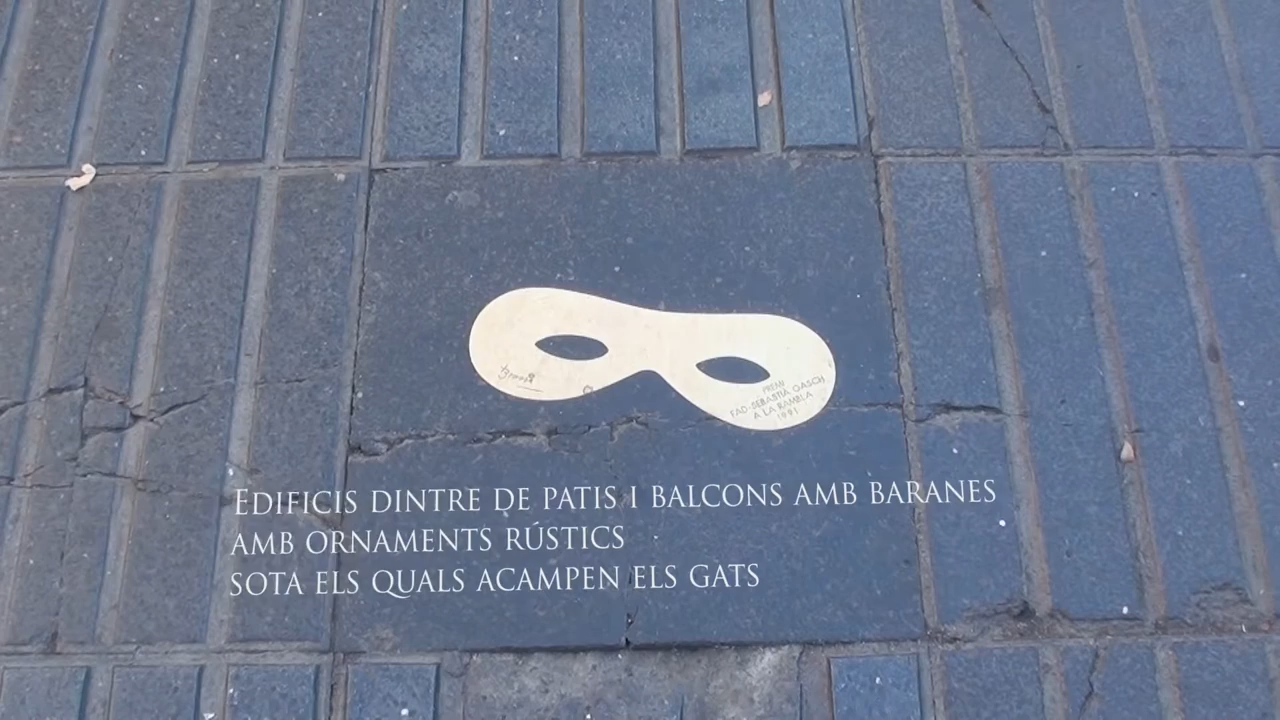 Brossa
PREMI
FAD-SEBASTIÀ GASCH
A LA RAMBLA
1991
EDIFICIS DINTRE DE PATIS I BALCONS AMB BARANES
AMB ORNAMENTS RÚSTICS
SOTA ELS QUALS ACAMPEN ELS GATS